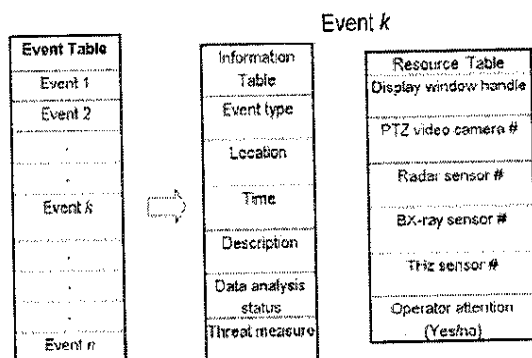 Event k
Event Table
Event 1
Event 2
.
.
Event k
.
.
.
Event n
Information
Table
Event type
Location
Time
Description
Data analysis
status
Threat measure
Resource Table
Display window handle
PTZ video camera #
Radar sensor #
BX-ray sensor #
THz sensor #
Operator attention
(Yes/no)